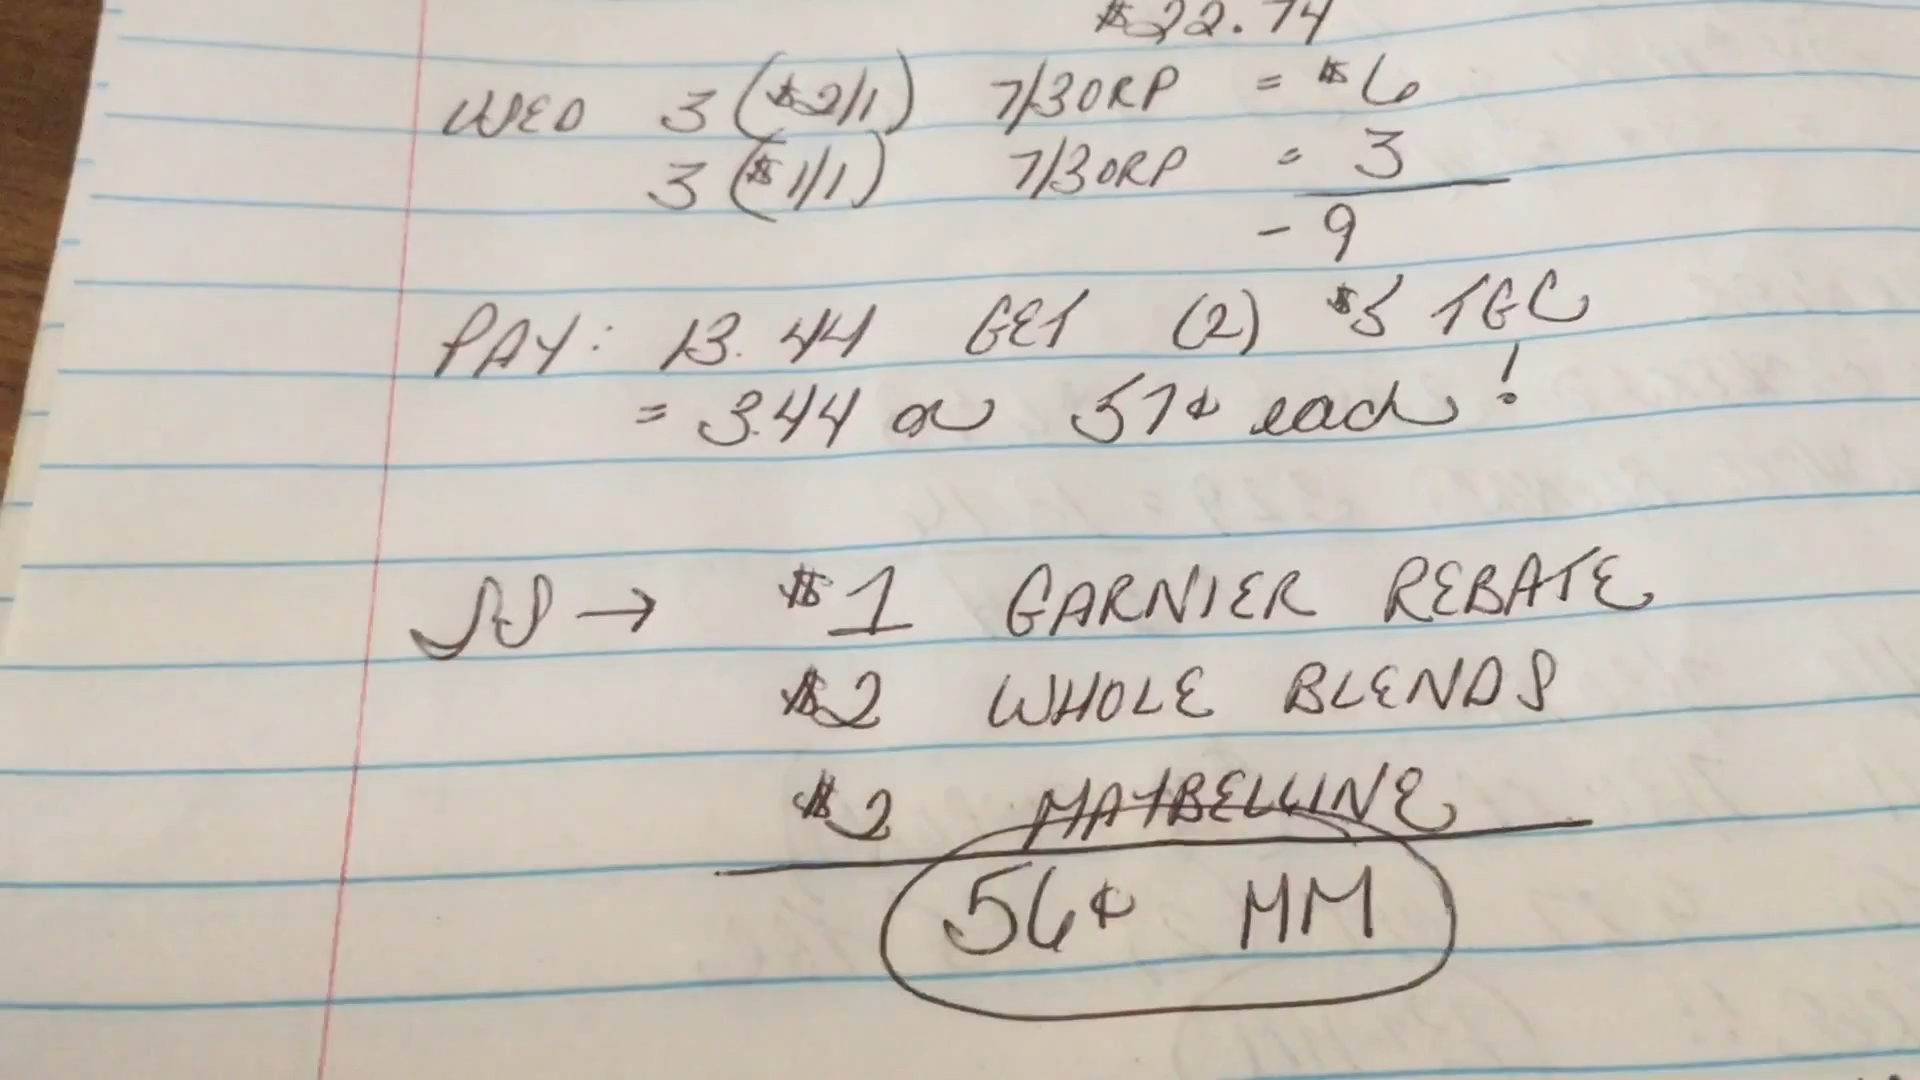 $22.74
WED 3 ($2/1) 7/30RP = $6
3 ($1/1) 7/30RP = 3
- 9
PAY: 13.44 GET (2) $5 TGC
= 3.44 or 57¢ each!
→ $1 GARNIER REBATE
$2 WHOLE BLENDS
$2 MAYBELLINE
56¢ MM